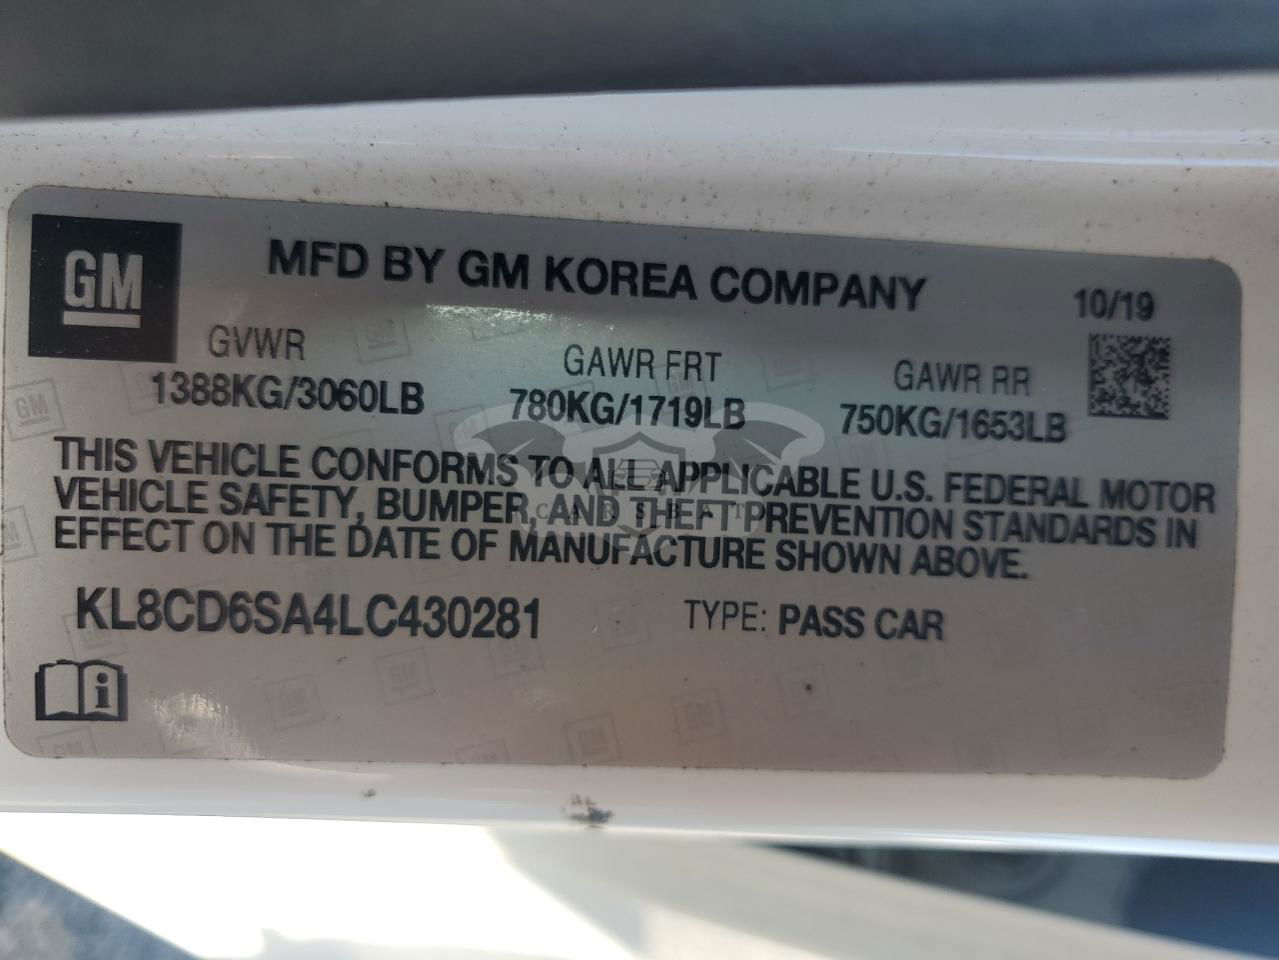 GM
MFD BY GM KOREA COMPANY
10/19
GVWR
1388KG/3060LB
GAWR FRT
780KG/1719LB
GAWR RR
750KG/1653LB
THIS VEHICLE CONFORMS TO ALL APPLICABLE U.S. FEDERAL MOTOR
VEHICLE SAFETY, BUMPER, AND THEFT PREVENTION STANDARDS IN
EFFECT ON THE DATE OF MANUFACTURE SHOWN ABOVE.
CARSBAT
KL8CD6SA4LC430281
TYPE: PASS CAR
i